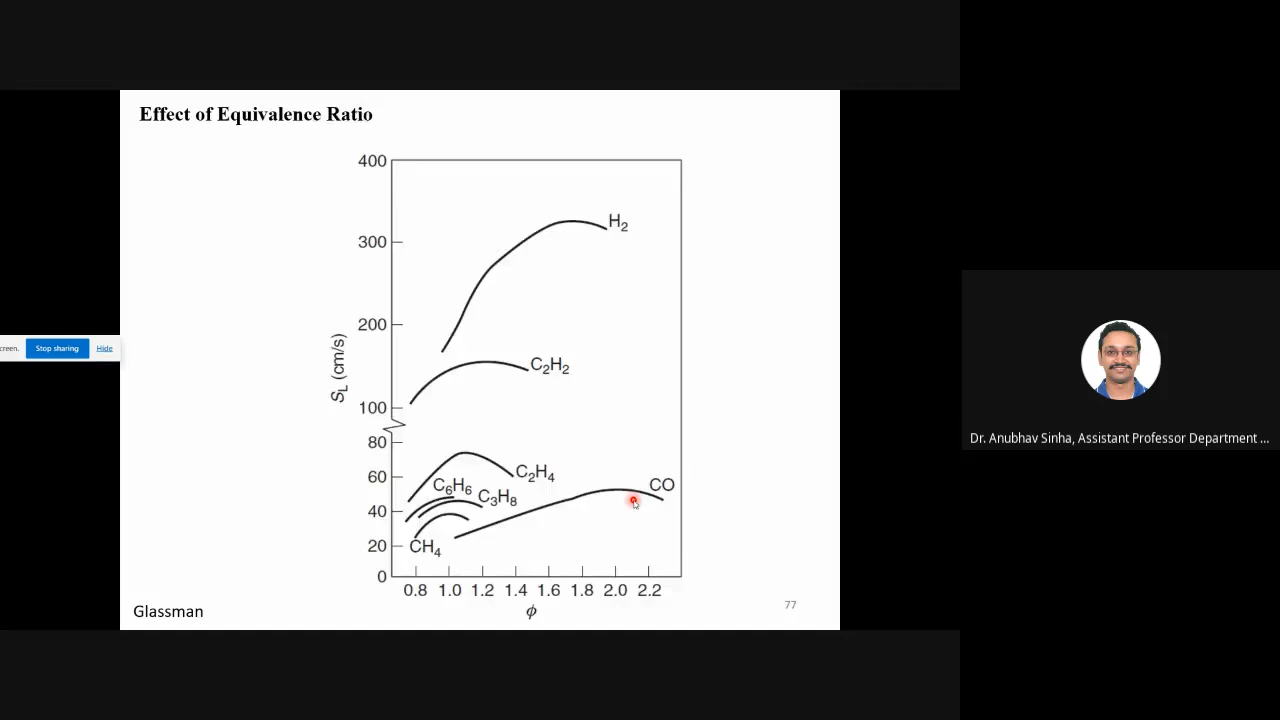 Effect of Equivalence Ratio
400
300
200
100
80
60
40
20
0
S_L (cm/s)
H₂
C₂H₂
C₂H₄
C₆H₆
C₃H₈
CO
CH₄
0.8 1.0 1.2 1.4 1.6 1.8 2.0 2.2
ϕ
Glassman
77
creen.
Stop sharing
Hide
Dr. Anubhav Sinha, Assistant Professor Department ...